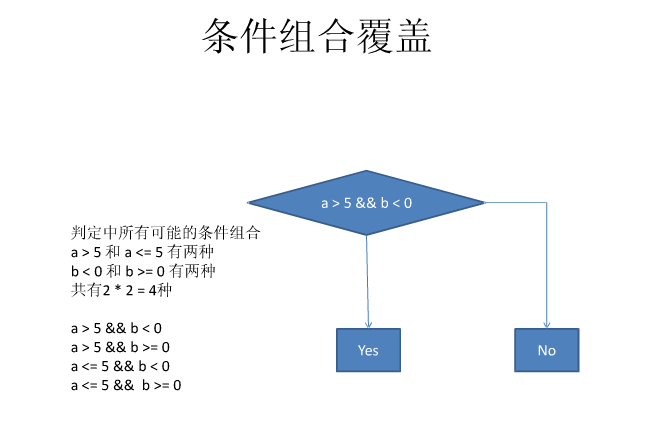 条件组合覆盖
a > 5 && b < 0
判定中所有可能的条件组合
a > 5 和 a <= 5 有两种
b < 0 和 b >= 0 有两种
共有2 * 2 = 4种
a > 5 && b < 0
a > 5 && b >= 0
a <= 5 && b < 0
a <= 5 &&  b >= 0
Yes
No